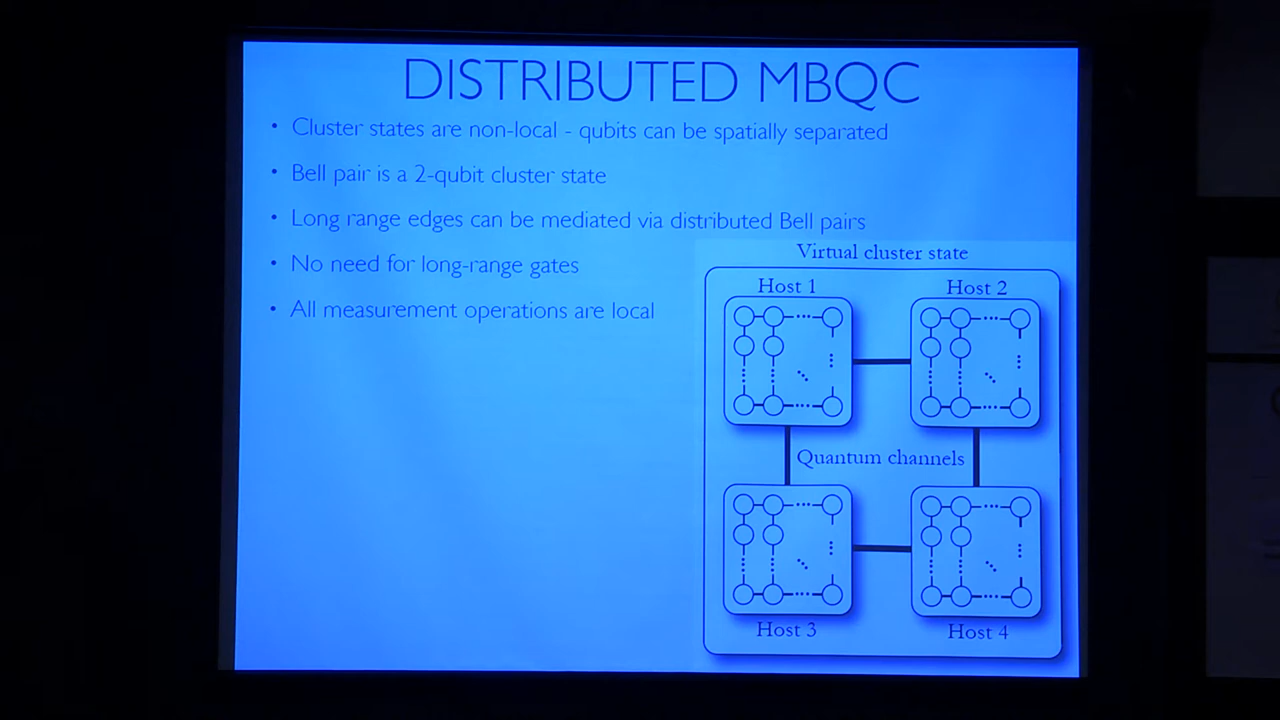 DISTRIBUTED MBQC
• Cluster states are non-local - qubits can be spatially separated
• Bell pair is a 2-qubit cluster state
• Long range edges can be mediated via distributed Bell pairs
• No need for long-range gates
• All measurement operations are local
Virtual cluster state
Host 1
Host 2
Quantum channels
Host 3
Host 4